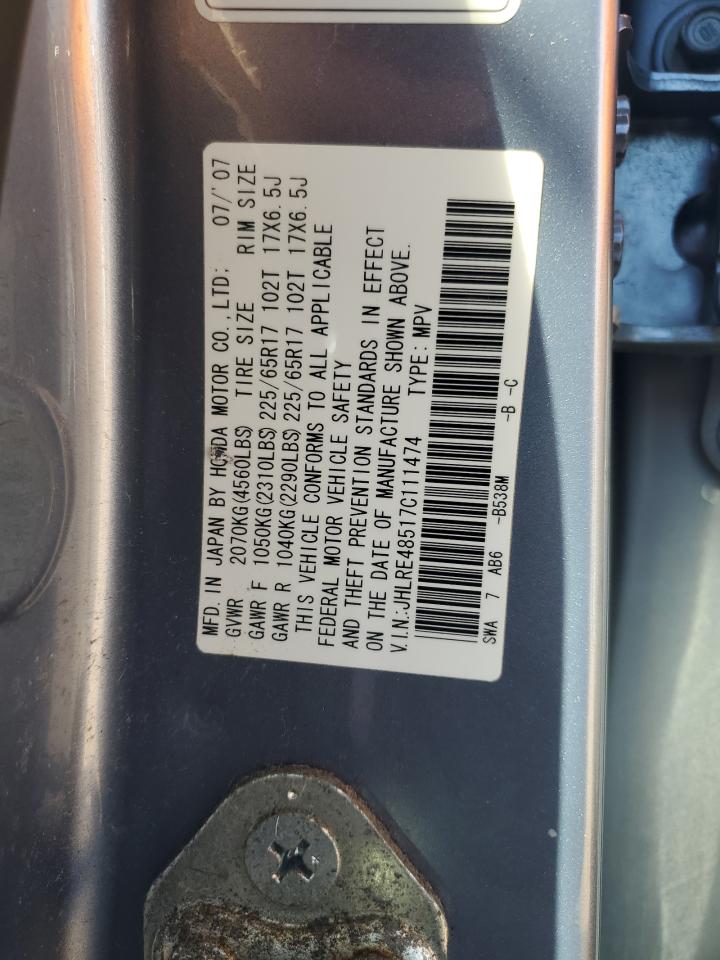 MFD. IN JAPAN BY HONDA MOTOR CO., LTD; 07/'07
GVWR 2070KG(4560LBS) TIRE SIZE RIM SIZE
GAWR F 1050KG(2310LBS) 225/65R17 102T 17X6.5J
GAWR R 1040KG(2290LBS) 225/65R17 102T 17X6.5J
THIS VEHICLE CONFORMS TO ALL APPLICABLE
FEDERAL MOTOR VEHICLE SAFETY
AND THEFT PREVENTION STANDARDS IN EFFECT
ON THE DATE OF MANUFACTURE SHOWN ABOVE.
V.I.N.:JHLRE48517C111474 TYPE: MPV
SWA 7 AB6 -B538M -B -C